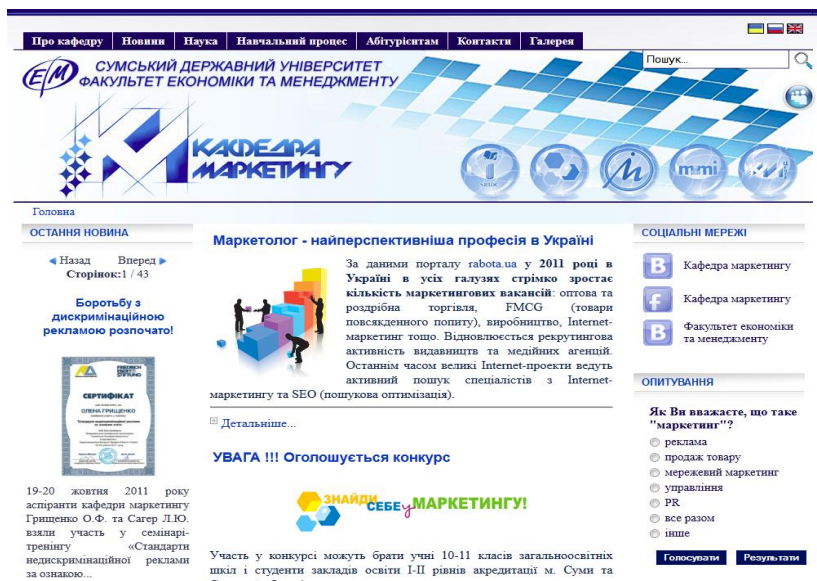 Про кафедру Новини Наука Навчальний процес Абітурієнтам Контакти Галерея
Пошук...
СУМСЬКИЙ ДЕРЖАВНИЙ УНІВЕРСИТЕТ
ФАКУЛЬТЕТ ЕКОНОМІКИ ТА МЕНЕДЖМЕНТУ
КАФЕДРА
МАРКЕТИНГУ
Головна
ОСТАННЯ НОВИНА
Назад Вперед
Сторінок:1 / 43
Боротьбу з
дискримінаційною
рекламою розпочато!
FRIEDRICH
EBERT
STIFTUNG
СЕРТИФІКАТ
ОЛЕНА ГРИЩЕНКО
19-20 жовтня 2011 року
аспіранти кафедри маркетингу
Грищенко О.Ф. та Сагер Л.Ю.
взяли участь у семінарі-
тренінгу «Стандарти
недискримінаційної реклами
за ознакою...
Маркетолог - найперспективніша професія в Україні
За даними порталу rabota.ua у 2011 році в
Україні в усіх галузях стрімко зростає
кількість маркетингових вакансій: оптова та
роздрібна торгівля, FMCG (товари
повсякденного попиту), виробництво, Internet-
маркетинг тощо. Відновлюється рекрутингова
активність видавництв та медійних агенцій.
Останнім часом великі Internet-проекти ведуть
активний пошук спеціалістів з Internet-
маркетингу та SEO (пошукова оптимізація).
Детальніше...
УВАГА !!! Оголошується конкурс
ЗНАЙДИ СЕБЕ у МАРКЕТИНГУ!
Участь у конкурсі можуть брати учні 10-11 класів загальноосвітніх
шкіл і студенти закладів освіти І-ІІ рівнів акредитації м. Суми та
СОЦІАЛЬНІ МЕРЕЖІ
Кафедра маркетингу
Кафедра маркетингу
Факультет економіки
та менеджменту
ОПИТУВАННЯ
Як Ви вважаєте, що таке
"маркетинг"?
реклама
продаж товару
мережевий маркетинг
управління
PR
все разом
інше
Голосувати Результати